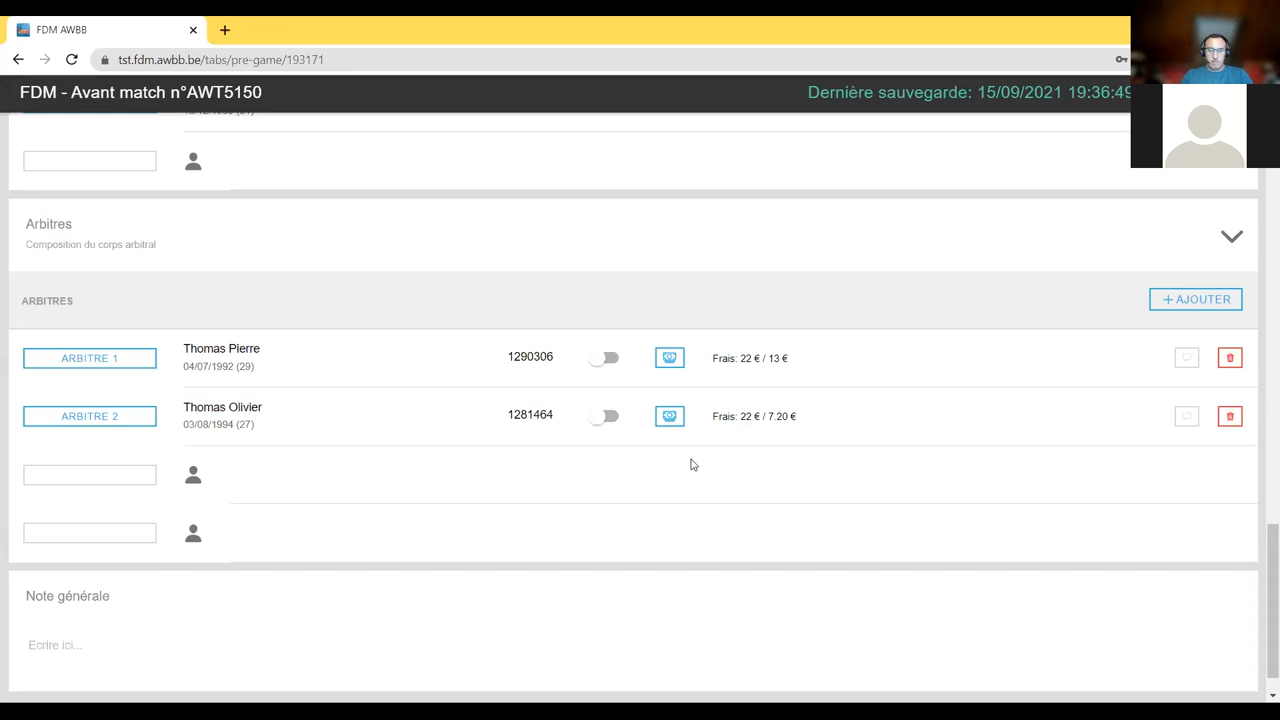 FDM AWBB
tst.fdm.awbb.be/tabs/pre-game/193171
FDM - Avant match n°AWT5150
Dernière sauvegarde: 15/09/2021 19:36:49
Arbitres
Composition du corps arbitral
ARBITRES
+ AJOUTER
ARBITRE 1
Thomas Pierre
04/07/1992 (29)
1290306
Frais: 22 € / 13 €
ARBITRE 2
Thomas Olivier
03/08/1994 (27)
1281464
Frais: 22 € / 7.20 €
Note générale
Ecrire ici...